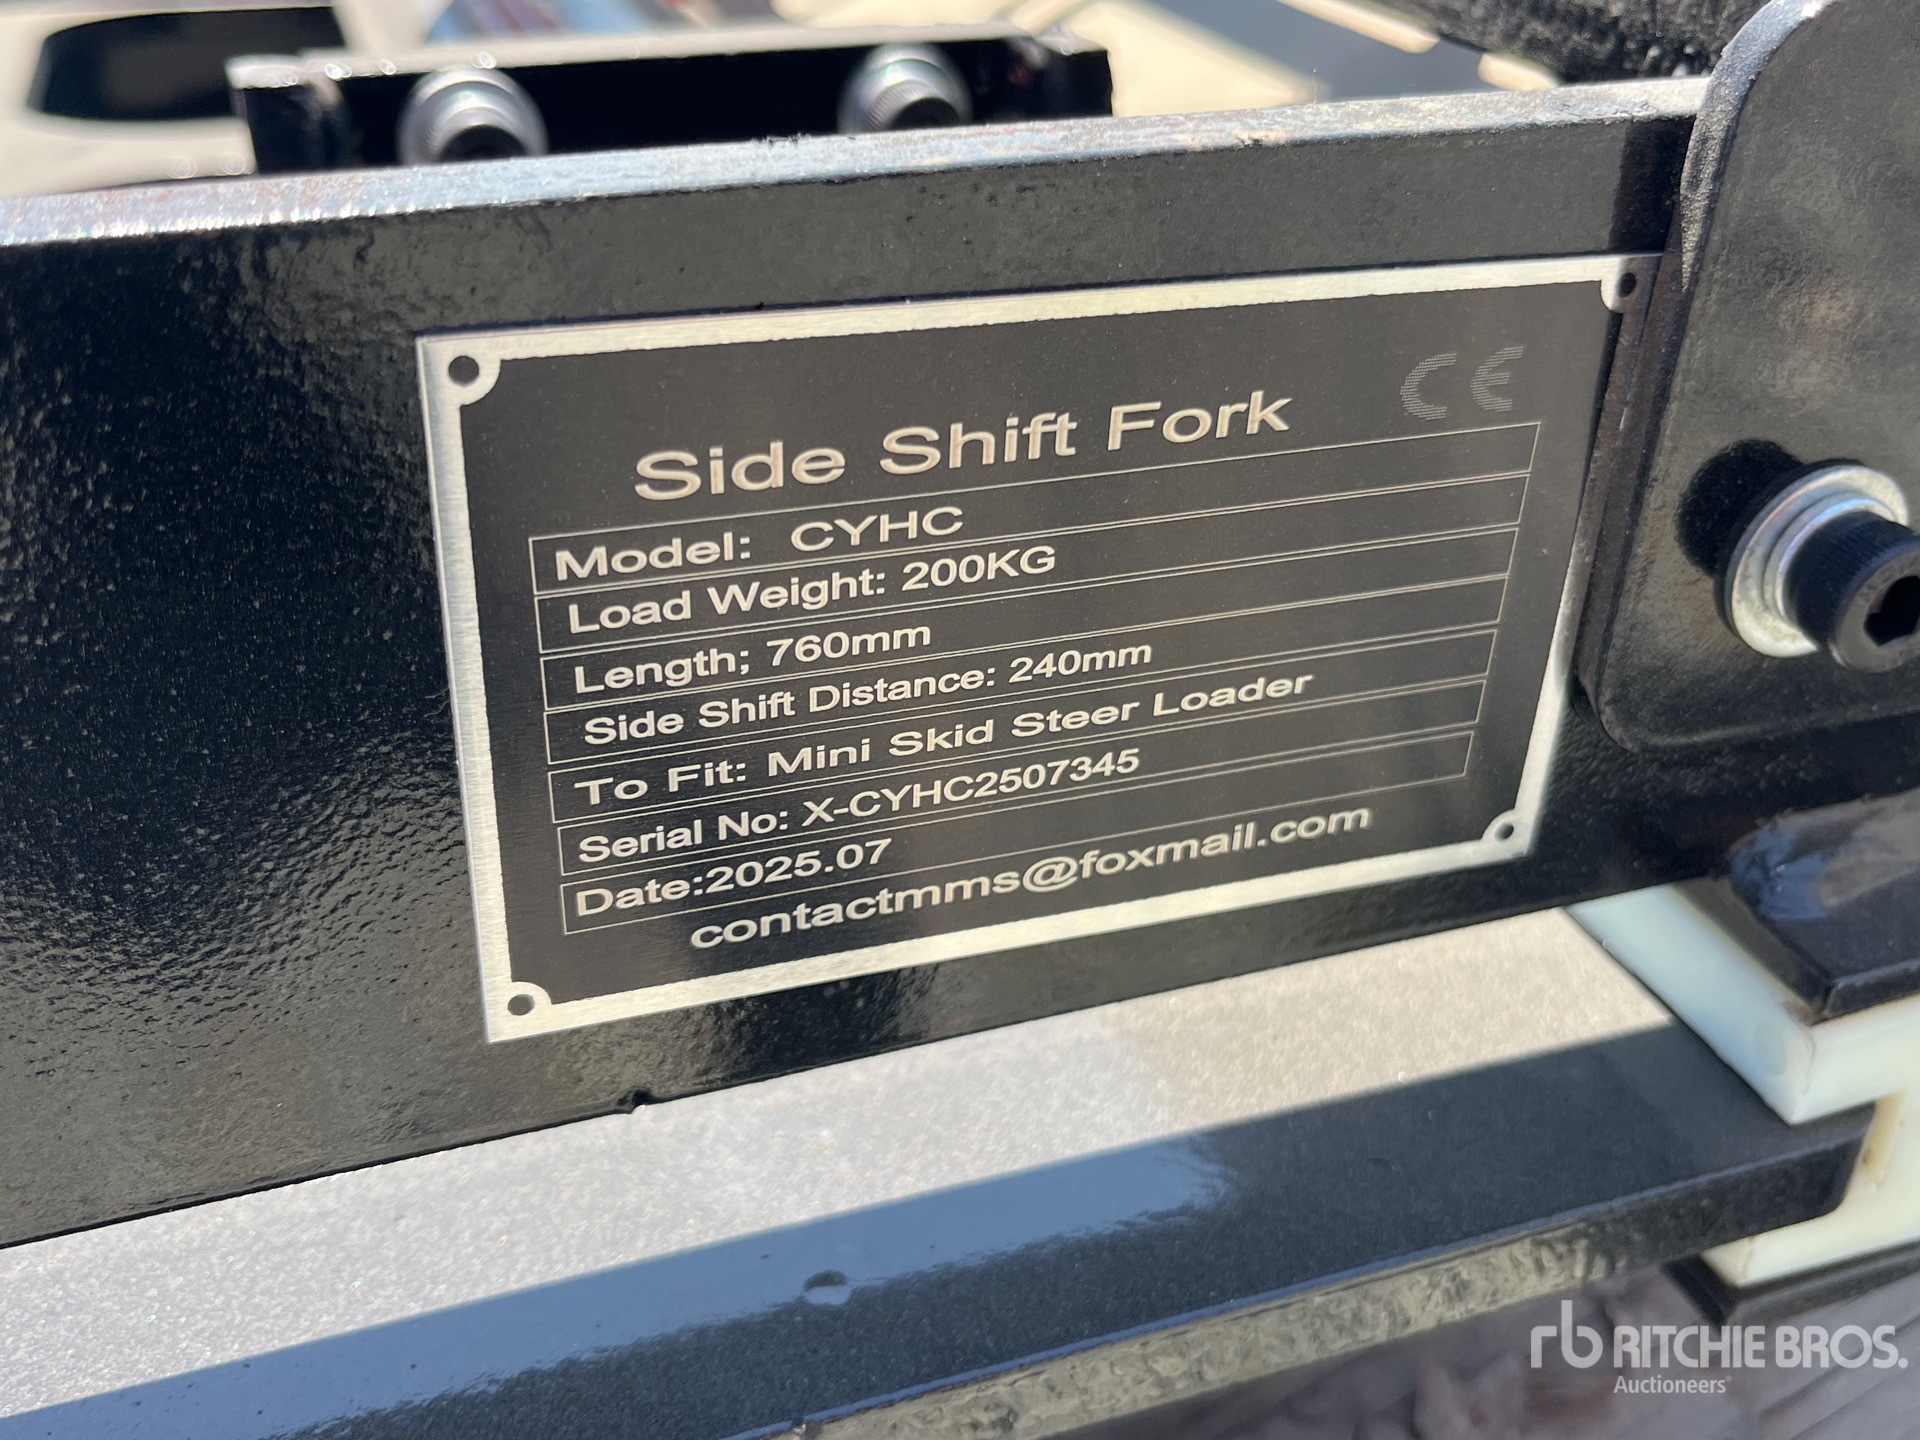 CE
Side Shift Fork
Model: CYHC
Load Weight: 200KG
Length; 760mm
Side Shift Distance: 240mm
To Fit: Mini Skid Steer Loader
Serial No: X-CYHC2507345
Date:2025.07
contactmms@foxmail.com
rb RITCHIE BROS.
Auctioneers